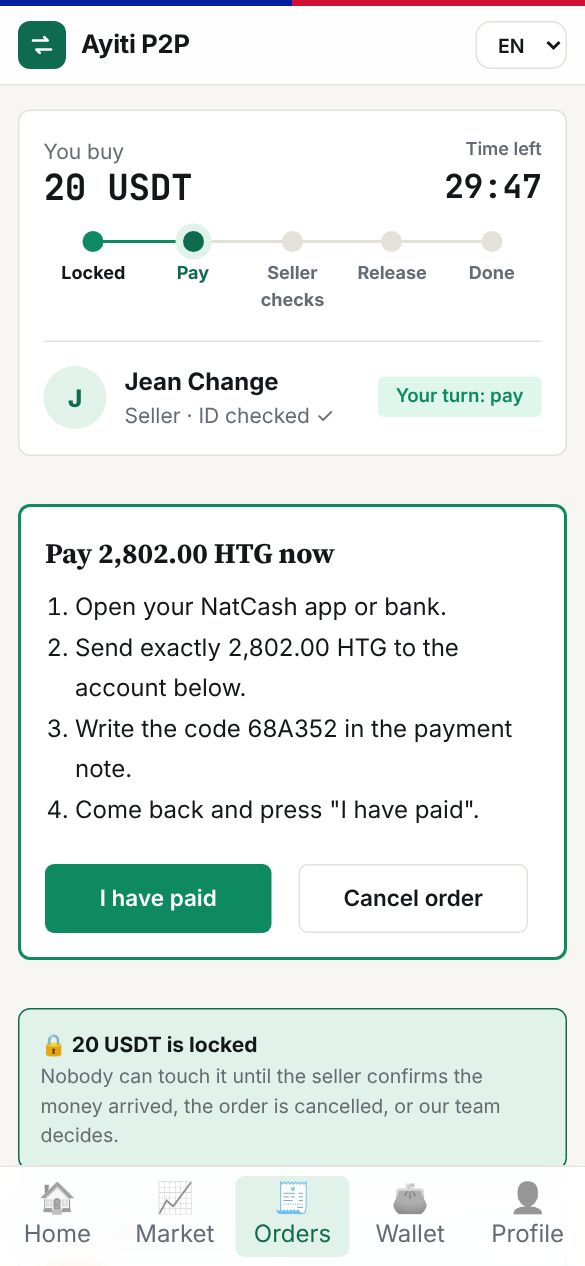 Ayiti P2P
EN
You buy
Time left
20 USDT
29:47
Locked
Pay
Seller checks
Release
Done
J
Jean Change
Seller · ID checked ✓
Your turn: pay
Pay 2,802.00 HTG now
1. Open your NatCash app or bank.
2. Send exactly 2,802.00 HTG to the
account below.
3. Write the code 68A352 in the payment
note.
4. Come back and press "I have paid".
I have paid
Cancel order
🔒 20 USDT is locked
Nobody can touch it until the seller confirms the
money arrived, the order is cancelled, or our team
decides.
Home
Market
Orders
Wallet
Profile